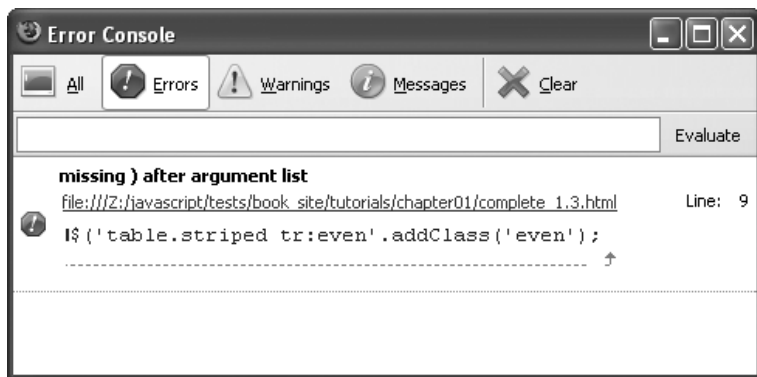 Error Console
All Errors Warnings Messages Clear
Evaluate
missing ) after argument list
file:///Z:/javascript/tests/book_site/tutorials/chapter01/complete_1.3.html Line: 9
$('table.striped tr:even'.addClass('even');